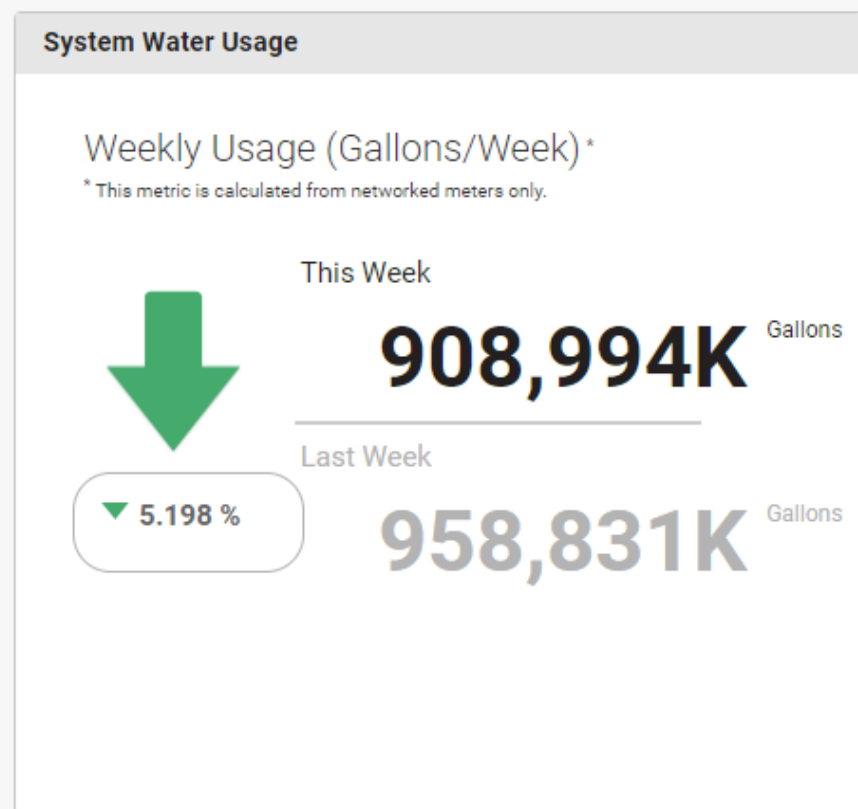 System Water Usage
Weekly Usage (Gallons/Week) *
* This metric is calculated from networked meters only.
This Week
908,994K Gallons
Last Week
5.198 %
958,831K Gallons